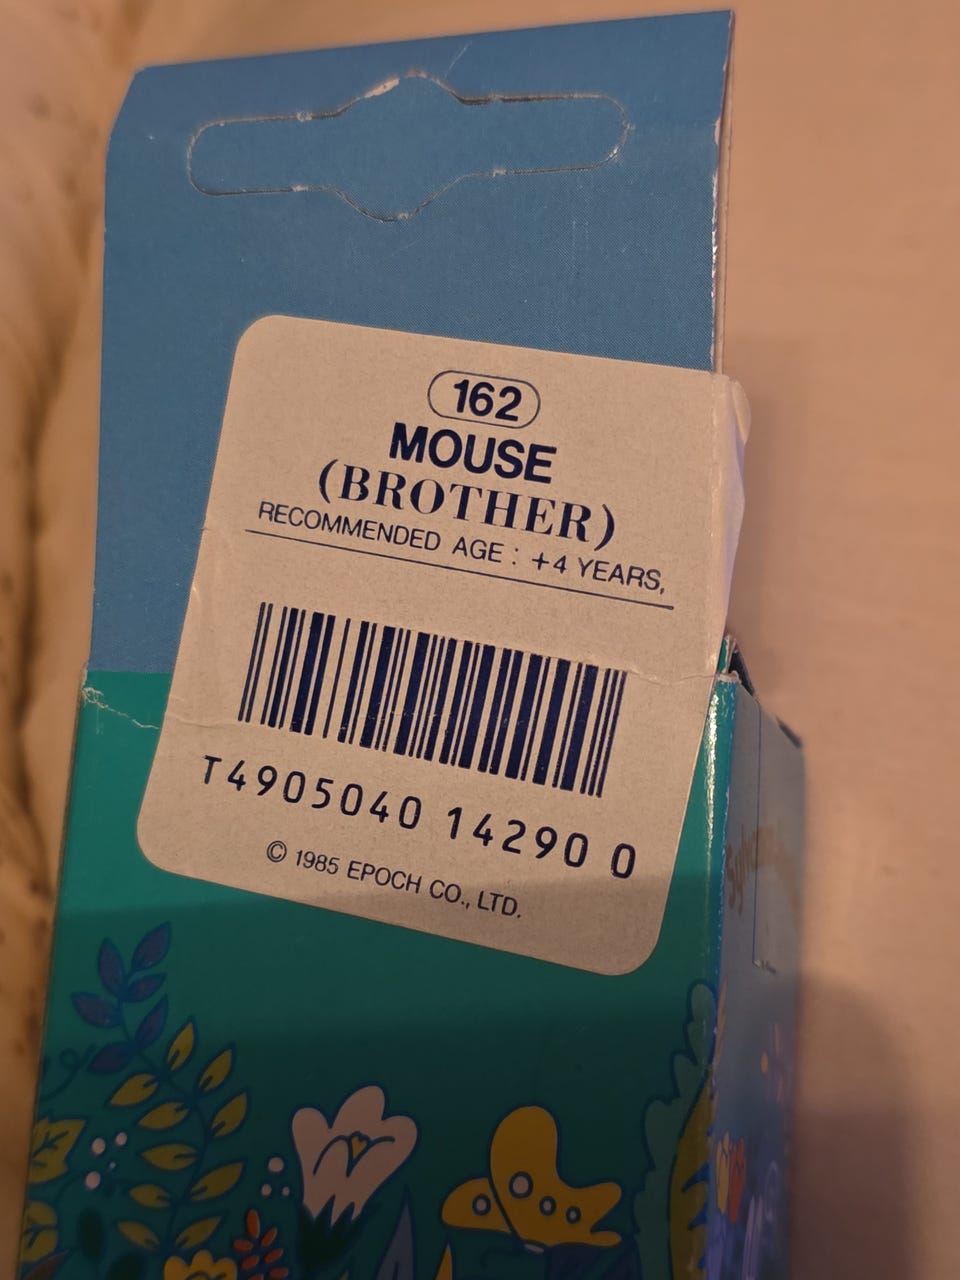 162
MOUSE
(BROTHER)
RECOMMENDED AGE : +4 YEARS,
T4905040 14290 0
© 1985 EPOCH CO., LTD.